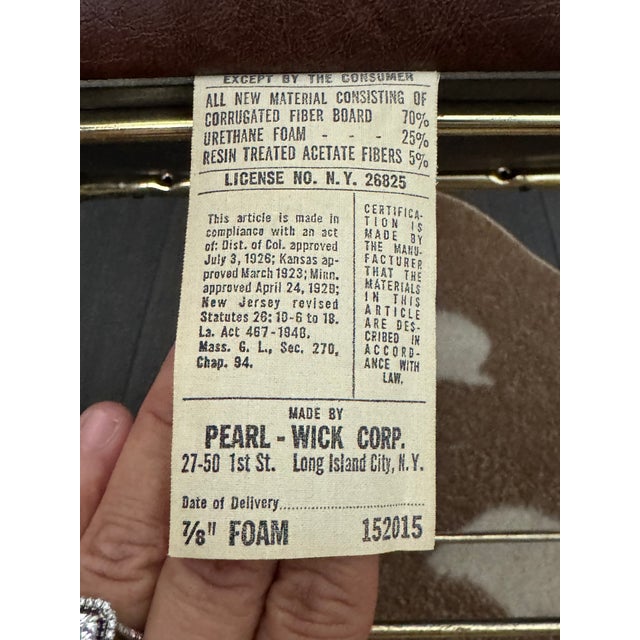 EXCEPT BY THE CONSUMER
ALL NEW MATERIAL CONSISTING OF
CORRUGATED FIBER BOARD 70%
URETHANE FOAM - - - 25%
RESIN TREATED ACETATE FIBERS 5%
LICENSE NO. N.Y. 26825
This article is made in
compliance with an act
of: Dist. of Col. approved
July 3, 1926; Kansas ap-
proved March 1923; Minn.
approved April 24, 1929;
New Jersey revised
Statutes 26: 10-6 to 18.
La. Act 467-1948.
Mass. G. L., Sec. 270,
Chap. 94.
CERTIFICA-
TION IS
MADE BY
THE MANU-
FACTURER
THAT THE
MATERIALS
IN THIS
ARTICLE
ARE DES-
CRIBED IN
ACCORD-
ANCE WITH
LAW.
MADE BY
PEARL - WICK CORP.
27-50 1st St. Long Island City, N.Y.
Date of Delivery....................
7/8" FOAM 152015